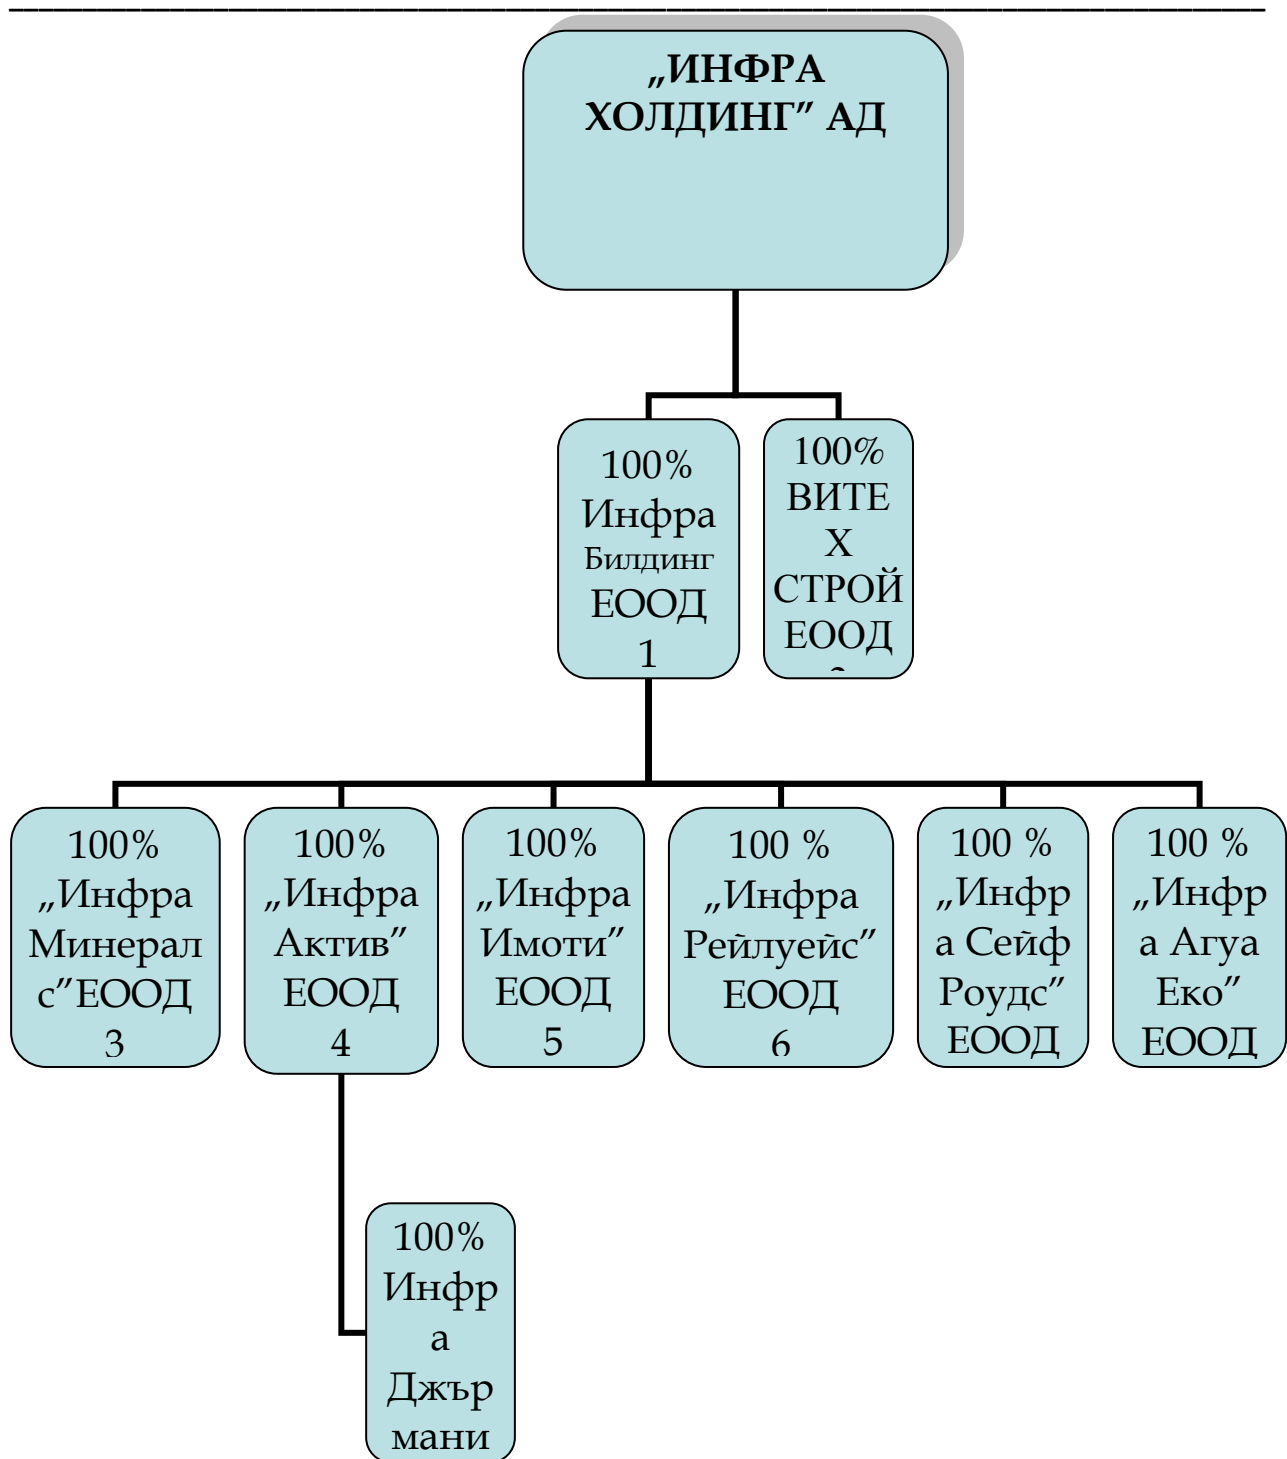 „ИНФРА
ХОЛДИНГ” АД
100%
Инфра
Билдинг
ЕООД
1
100%
ВИТЕ
Х
СТРОЙ
ЕООД
100%
„Инфра
Минерал
с”ЕООД
3
100%
„Инфра
Актив”
ЕООД
4
100%
„Инфра
Имоти”
ЕООД
5
100 %
„Инфра
Рейлуейс”
ЕООД
6
100 %
„Инфр
а Сейф
Роудс”
ЕООД
100 %
„Инфр
а Агуа
Еко”
ЕООД
100%
Инфр
а
Джър
мани